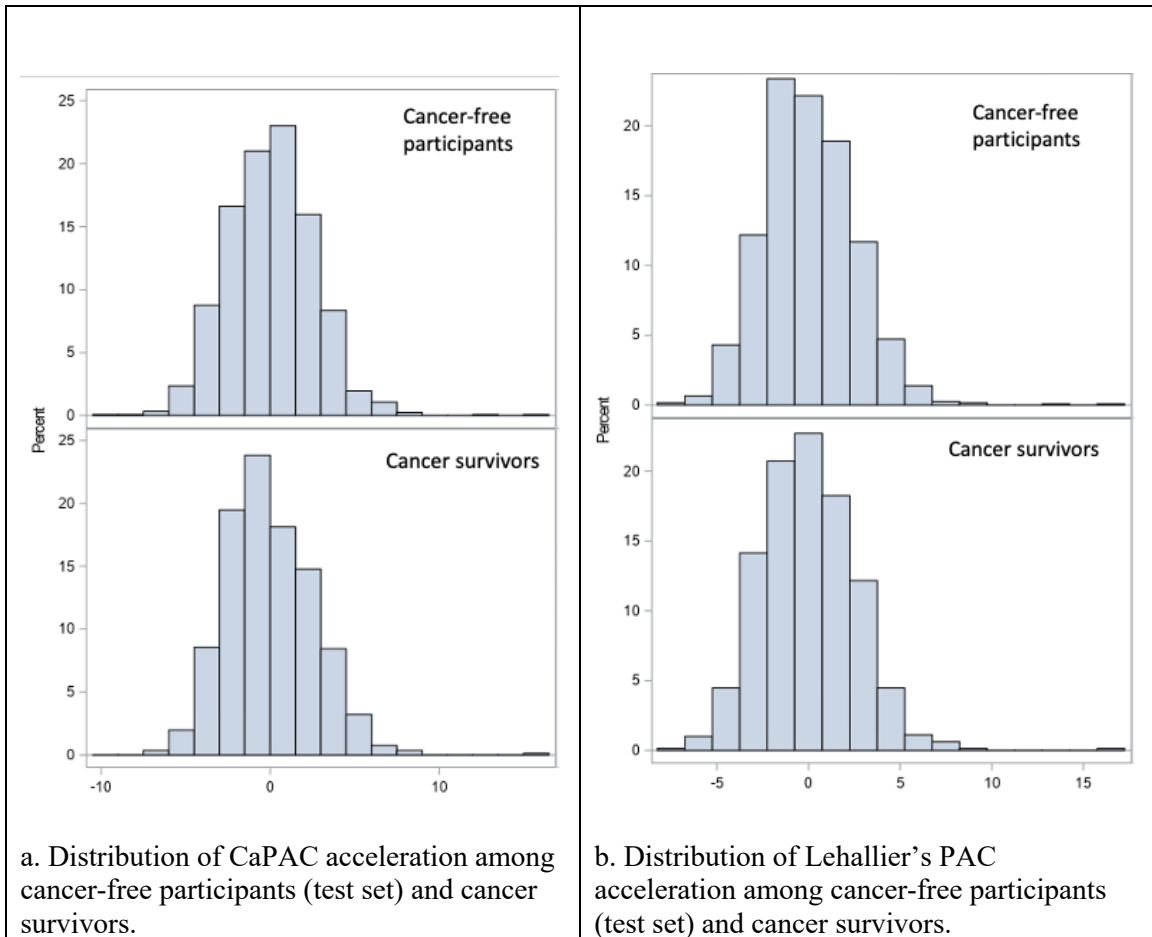 25
20
15
10
5
0
Cancer-free
participants
Percent
25
20
15
10
5
0
Cancer survivors
-10
0
10
a. Distribution of CaPAC acceleration among
cancer-free participants (test set) and cancer
survivors.
20
15
10
5
0
Cancer-free
participants
Percent
20
15
10
5
0
Cancer survivors
-5
0
5
10
15
b. Distribution of Lehallier’s PAC
acceleration among cancer-free participants
(test set) and cancer survivors.